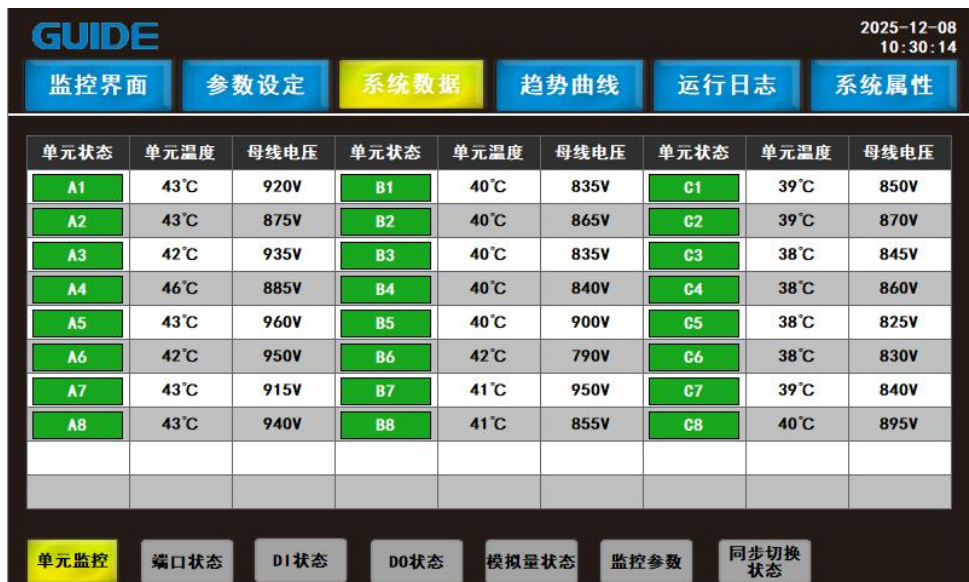 GUIDE
2025-12-08
10:30:14
监控界面 参数设定 系统数据 趋势曲线 运行日志 系统属性
单元状态 单元温度 母线电压 单元状态 单元温度 母线电压 单元状态 单元温度 母线电压
A1 43℃ 920V B1 40℃ 835V C1 39℃ 850V
A2 43℃ 875V B2 40℃ 865V C2 39℃ 870V
A3 42℃ 935V B3 40℃ 835V C3 38℃ 845V
A4 46℃ 885V B4 40℃ 840V C4 38℃ 860V
A5 43℃ 960V B5 40℃ 900V C5 38℃ 825V
A6 42℃ 950V B6 42℃ 790V C6 38℃ 830V
A7 43℃ 915V B7 41℃ 950V C7 39℃ 840V
A8 43℃ 940V B8 41℃ 855V C8 40℃ 895V
单元监控 端口状态 DI状态 DO状态 模拟量状态 监控参数 同步切换
状态